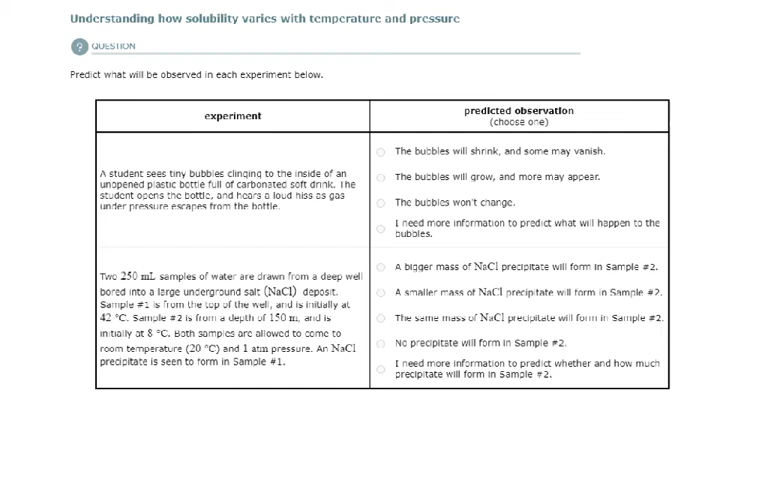 Understanding how solubility varies with temperature and pressure
? QUESTION
Predict what will be observed in each experiment below.
experiment
predicted observation
(choose one)
A student sees tiny bubbles clinging to the inside of an
unopened plastic bottle full of carbonated soft drink. The
student opens the bottle, and hears a loud hiss as gas
under pressure escapes from the bottle.
The bubbles will shrink, and some may vanish.
The bubbles will grow, and more may appear.
The bubbles won't change.
I need more information to predict what will happen to the
bubbles.
Two 250 mL samples of water are drawn from a deep well
bored into a large underground salt (NaCl) deposit.
Sample #1 is from the top of the well, and is initially at
42 °C. Sample #2 is from a depth of 150 m, and is
initially at 8 °C. Both samples are allowed to come to
room temperature (20 °C) and 1 atm pressure. An NaCl
precipitate is seen to form in Sample #1.
A bigger mass of NaCl precipitate will form in Sample #2.
A smaller mass of NaCl precipitate will form in Sample #2.
The same mass of NaCl precipitate will form in Sample #2.
No precipitate will form in Sample #2.
I need more information to predict whether and how much
precipitate will form in Sample #2.